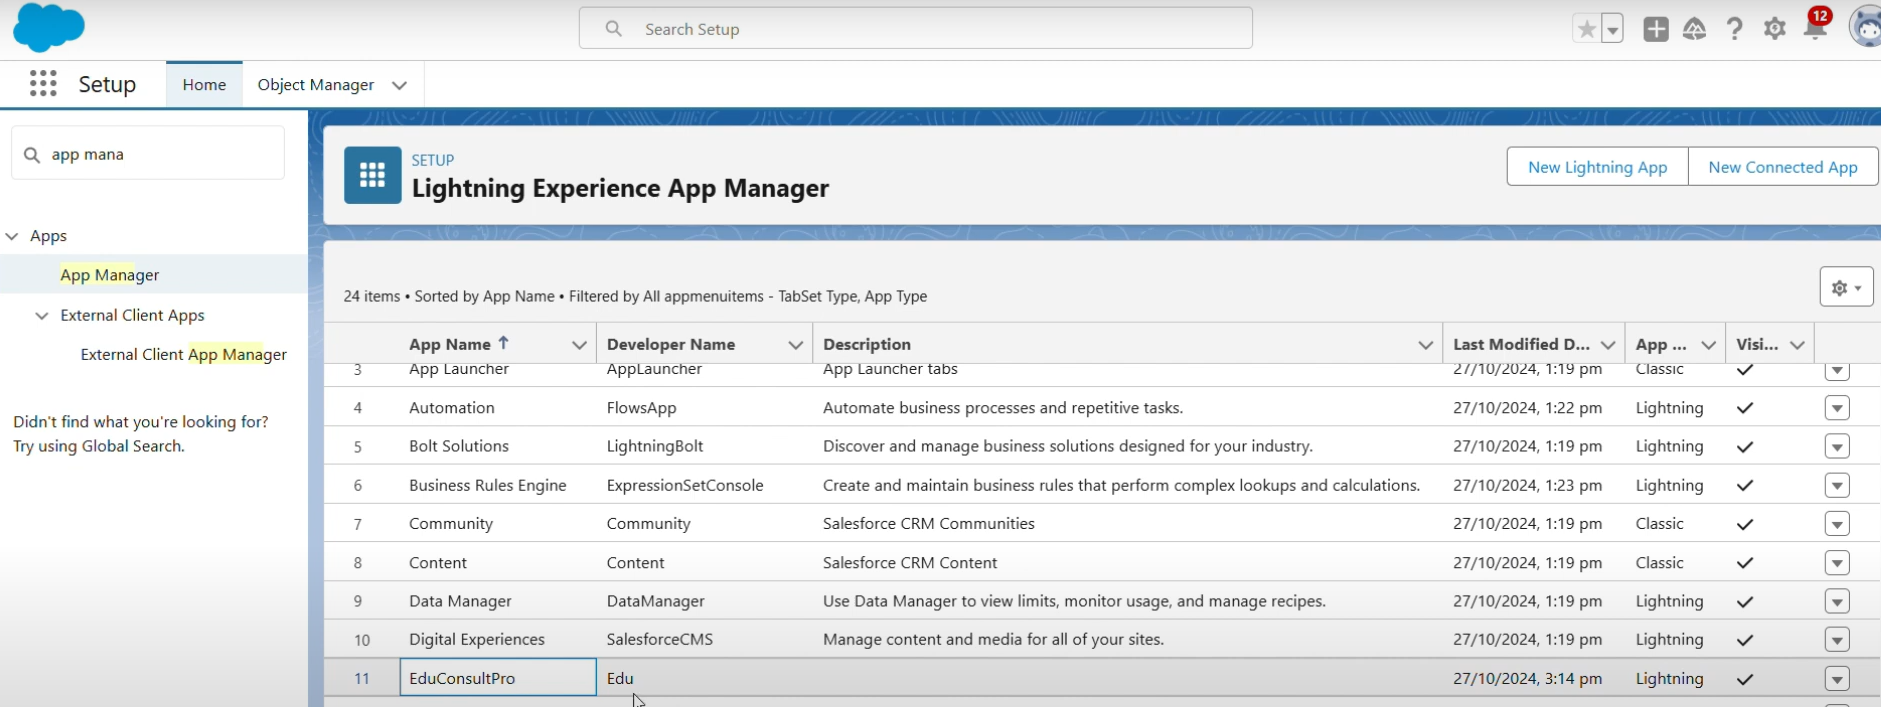 Search Setup
12
Setup
Home
Object Manager
app mana
Apps
App Manager
External Client Apps
External Client App Manager
Didn't find what you're looking for?
Try using Global Search.
SETUP
Lightning Experience App Manager
New Lightning App
New Connected App
24 items • Sorted by App Name • Filtered by All appmenuitems - TabSet Type, App Type
App Name ↑ Developer Name Description Last Modified D... App ... Visi...
3 App Launcher AppLauncher App Launcher tabs 27/10/2024, 1:19 pm Classic
4 Automation FlowsApp Automate business processes and repetitive tasks. 27/10/2024, 1:22 pm Lightning
5 Bolt Solutions LightningBolt Discover and manage business solutions designed for your industry. 27/10/2024, 1:19 pm Lightning
6 Business Rules Engine ExpressionSetConsole Create and maintain business rules that perform complex lookups and calculations. 27/10/2024, 1:23 pm Lightning
7 Community Community Salesforce CRM Communities 27/10/2024, 1:19 pm Classic
8 Content Content Salesforce CRM Content 27/10/2024, 1:19 pm Classic
9 Data Manager DataManager Use Data Manager to view limits, monitor usage, and manage recipes. 27/10/2024, 1:19 pm Lightning
10 Digital Experiences SalesforceCMS Manage content and media for all of your sites. 27/10/2024, 1:19 pm Lightning
11 EduConsultPro Edu 27/10/2024, 3:14 pm Lightning